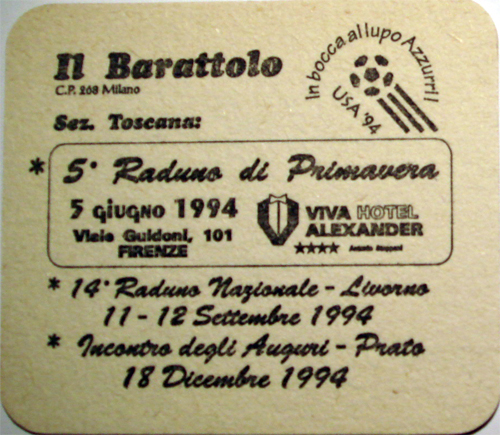 Il Barattolo
C.P. 268 Milano
In bocca al lupo Azzurri!
USA '94
Sez. Toscana:
* 5° Raduno di Primavera
5 giugno 1994
Viale Guidoni, 101
FIRENZE
VIVA HOTEL
ALEXANDER
★★★★
* 14° Raduno Nazionale - Livorno
11 - 12 Settembre 1994
* Incontro degli Auguri - Prato
18 Dicembre 1994